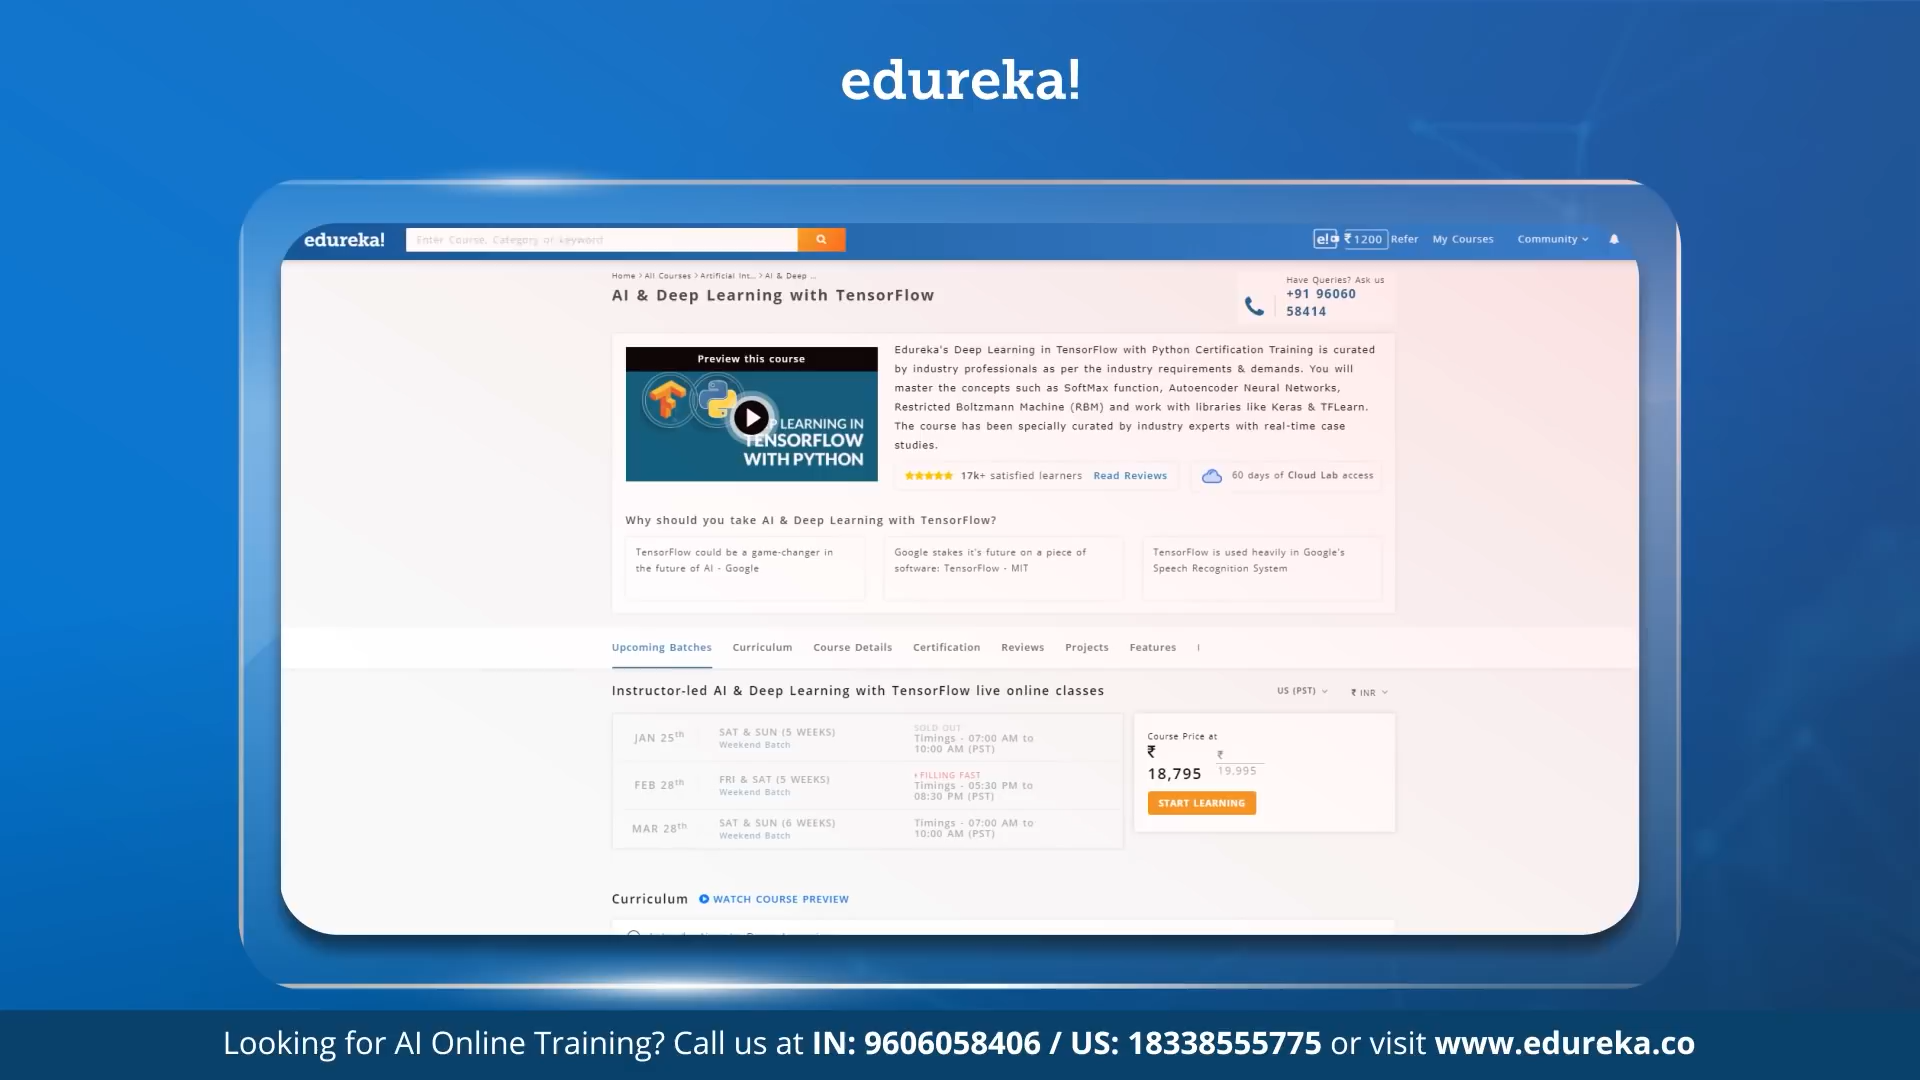 edureka!
edureka!
Enter Course, Category or keyword
e! ₹ 1200 Refer My Courses Community
Home > All Courses > Artificial Int... > AI & Deep ...
AI & Deep Learning with TensorFlow
Have Queries? Ask us
+91 96060
58414
Preview this course
P LEARNING IN
TENSORFLOW
WITH PYTHON
Edureka's Deep Learning in TensorFlow with Python Certification Training is curated
by industry professionals as per the industry requirements & demands. You will
master the concepts such as SoftMax function, Autoencoder Neural Networks,
Restricted Boltzmann Machine (RBM) and work with libraries like Keras & TFLearn.
The course has been specially curated by industry experts with real-time case
studies.
17k+ satisfied learners Read Reviews
60 days of Cloud Lab access
Why should you take AI & Deep Learning with TensorFlow?
TensorFlow could be a game-changer in
the future of AI - Google
Google stakes it's future on a piece of
software: TensorFlow - MIT
TensorFlow is used heavily in Google's
Speech Recognition System
Upcoming Batches Curriculum Course Details Certification Reviews Projects Features
Instructor-led AI & Deep Learning with TensorFlow live online classes
US (PST) ₹ INR
JAN 25th
SAT & SUN (5 WEEKS)
Weekend Batch
SOLD OUT
Timings - 07:00 AM to
10:00 AM (PST)
FEB 28th
FRI & SAT (5 WEEKS)
Weekend Batch
FILLING FAST
Timings - 05:30 PM to
08:30 PM (PST)
MAR 28th
SAT & SUN (6 WEEKS)
Weekend Batch
Timings - 07:00 AM to
10:00 AM (PST)
Course Price at
₹
18,795
₹
19,995
START LEARNING
Curriculum WATCH COURSE PREVIEW
Looking for AI Online Training? Call us at IN: 9606058406 / US: 18338555775 or visit www.edureka.co